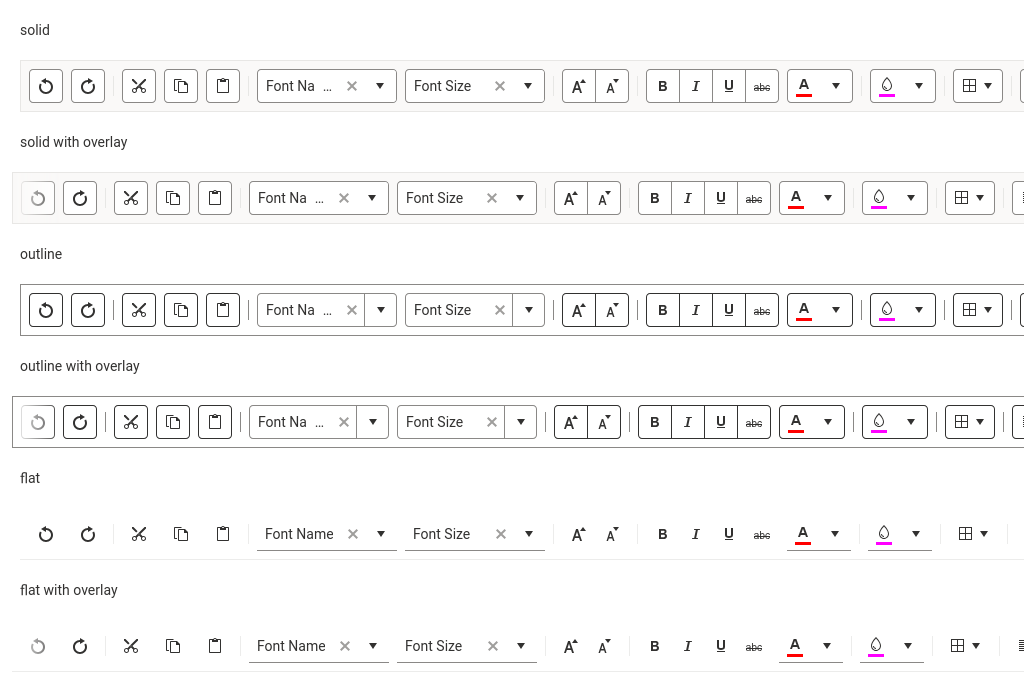 solid
Font Na ... Font Size A A B I U abc A
solid with overlay
Font Na ... Font Size A A B I U abc A
outline
Font Na ... Font Size A A B I U abc A
outline with overlay
Font Na ... Font Size A A B I U abc A
flat
Font Name Font Size A A B I U abc A
flat with overlay
Font Name Font Size A A B I U abc A